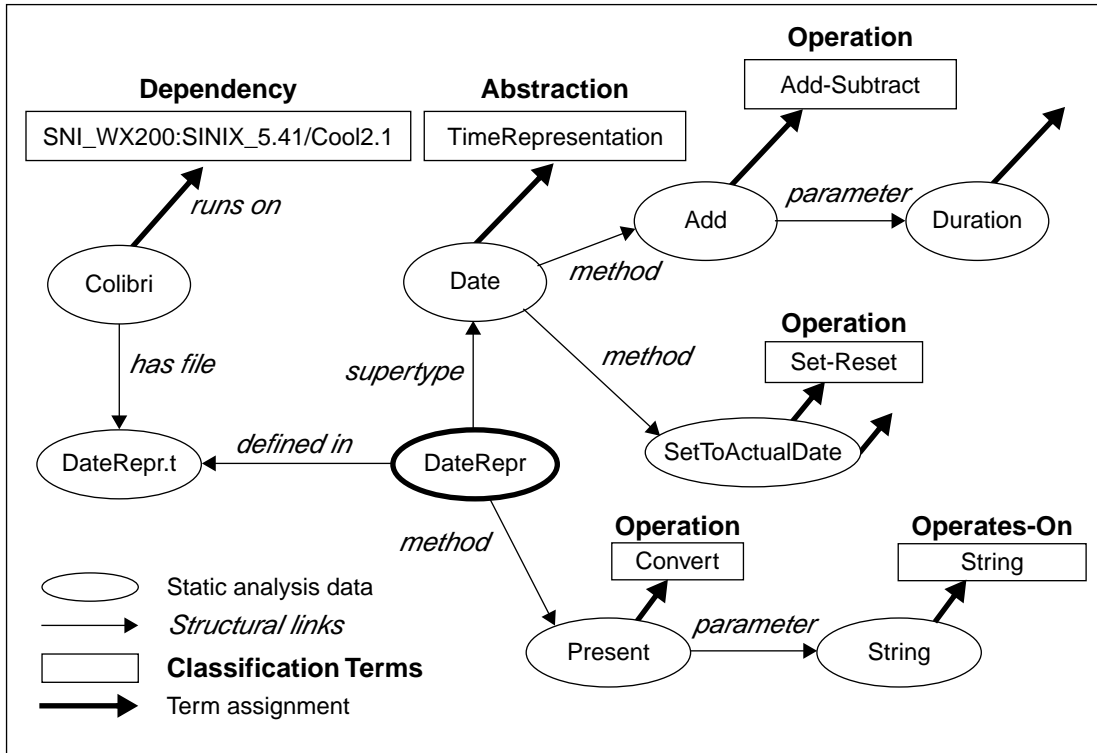 Operation
Add-Subtract
Dependency
Abstraction
SNI_WX200:SINIX_5.41/Cool2.1
TimeRepresentation
runs on
parameter
Add
Duration
method
Colibri
Date
Operation
method
Set-Reset
has file
supertype
defined in
DateRepr.t
DateRepr
SetToActualDate
method
Operation
Operates-On
Convert
String
Static analysis data
Structural links
parameter
Present
String
Classification Terms
Term assignment